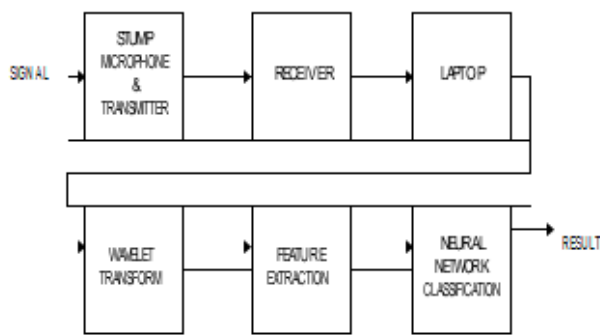 SIGNAL
STUMP
MICROPHONE
&
TRANSMITTER
RECEIVER
LAPTOP
WAVELET
TRANSFORM
FEATURE
EXTRACTION
NEURAL
NETWORK
CLASSIFICATION
RESULT